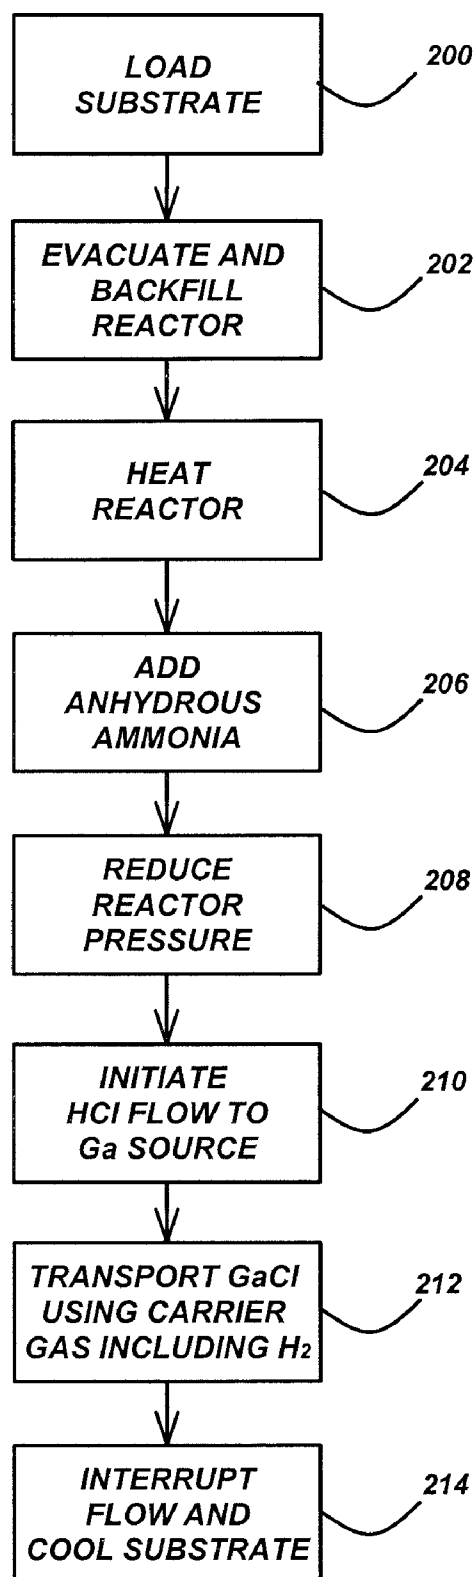 LOAD
SUBSTRATE
200
EVACUATE AND
BACKFILL
REACTOR
202
HEAT
REACTOR
204
ADD
ANHYDROUS
AMMONIA
206
REDUCE
REACTOR
PRESSURE
208
INITIATE
HCl FLOW TO
Ga SOURCE
210
TRANSPORT GaCl
USING CARRIER
GAS INCLUDING H₂
212
INTERRUPT
FLOW AND
COOL SUBSTRATE
214